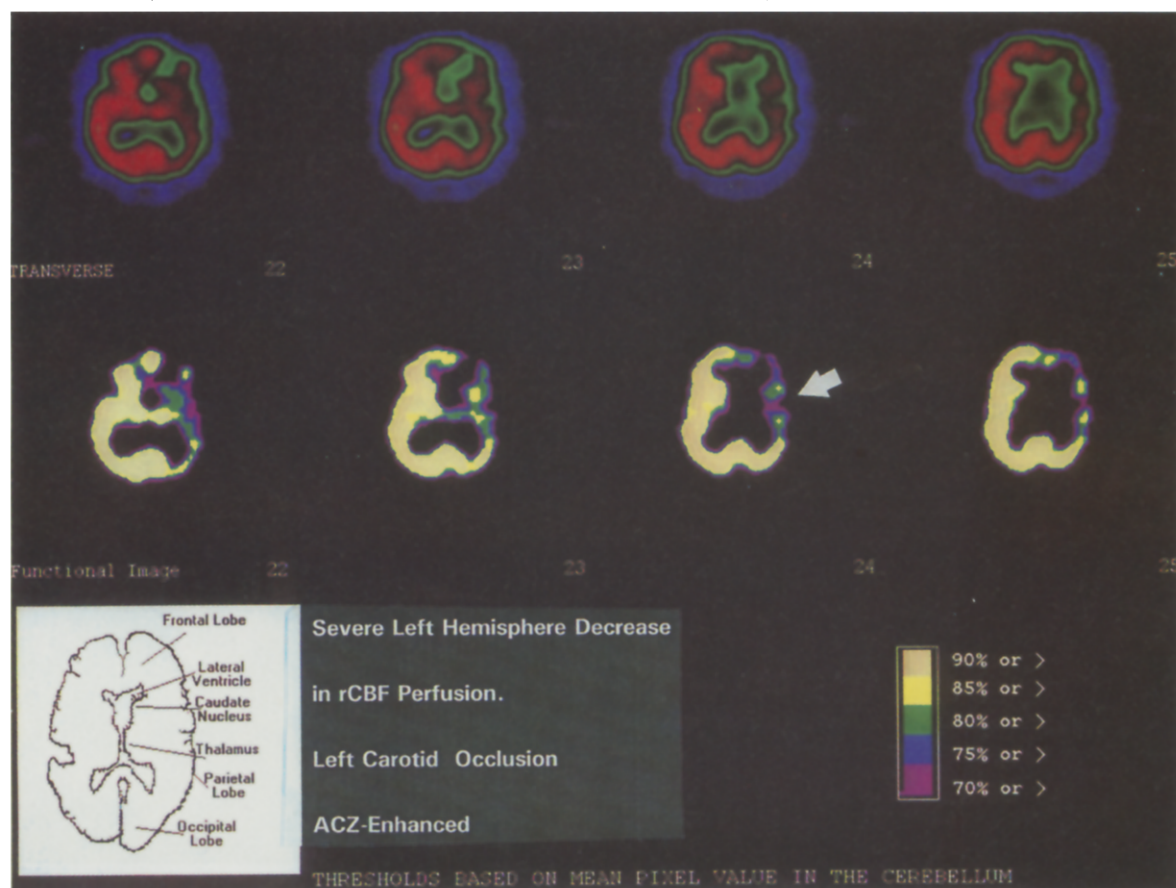 TRANSVERSE 22 23 24 25
Functional Image 22 23 24 25
Frontal Lobe
Lateral
Ventricle
Caudate
Nucleus
Thalamus
Parietal
Lobe
Occipital
Lobe
Severe Left Hemisphere Decrease
in rCBF Perfusion.
Left Carotid Occlusion
ACZ-Enhanced
90% or >
85% or >
80% or >
75% or >
70% or >
THRESHOLDS BASED ON MEAN PIXEL VALUE IN THE CEREBELLUM